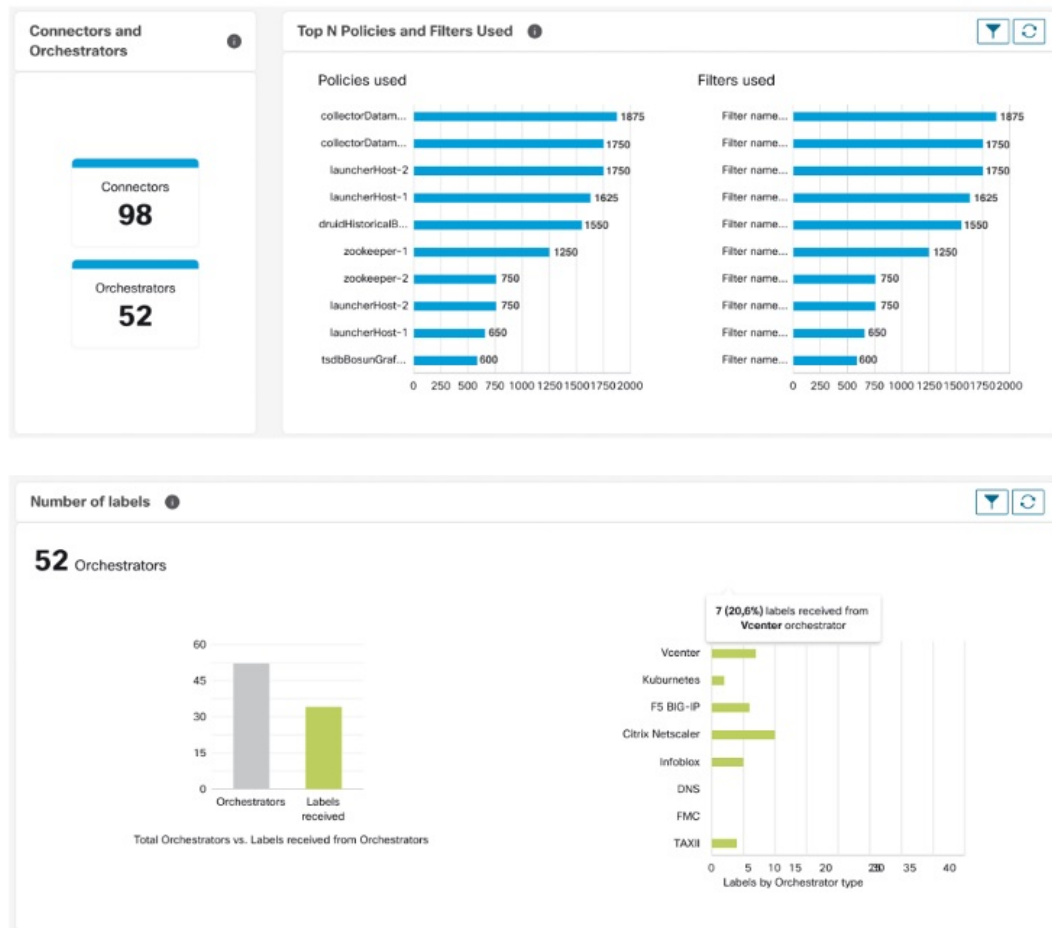 Connectors and
Orchestrators
Connectors
98
Orchestrators
52
Top N Policies and Filters Used
Policies used
collectorDatam... 1875
collectorDatam... 1750
launcherHost-2 1750
launcherHost-1 1625
druidHistoricalB... 1550
zookeeper-1 1250
zookeeper-2 750
launcherHost-2 750
launcherHost-1 650
tsdbBosunGraf... 600
0 250 500 750 1000 1250 1500 1750 2000
Filters used
Filter name... 1875
Filter name... 1750
Filter name... 1750
Filter name... 1625
Filter name... 1550
Filter name... 1250
Filter name... 750
Filter name... 750
Filter name... 650
Filter name... 600
0 250 500 750 1000 1250 1500 1750 2000
Number of labels
52 Orchestrators
60
45
30
15
0
Orchestrators
Labels
received
Total Orchestrators vs. Labels received from Orchestrators
7 (20,6%) labels received from
Vcenter orchestrator
Vcenter
Kuburnetes
F5 BIG-IP
Citrix Netscaler
Infoblox
DNS
FMC
TAXII
0 5 10 15 20 35 40
Labels by Orchestrator type